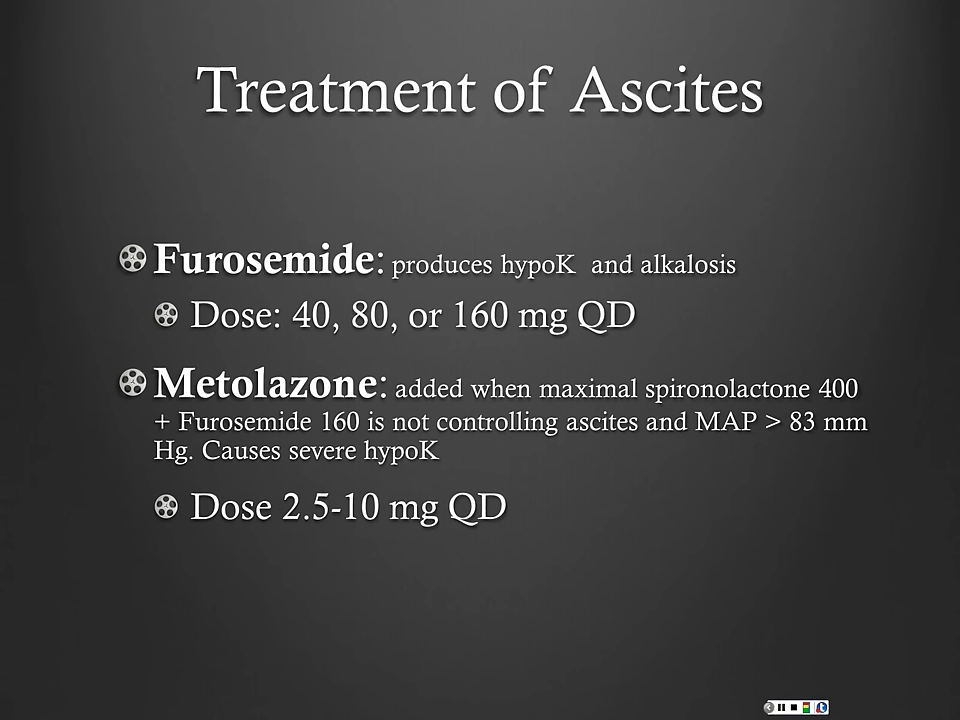 Treatment of Ascites
Furosemide: produces hypoK and alkalosis
Dose: 40, 80, or 160 mg QD
Metolazone: added when maximal spironolactone 400
+ Furosemide 160 is not controlling ascites and MAP > 83 mm
Hg. Causes severe hypoK
Dose 2.5-10 mg QD